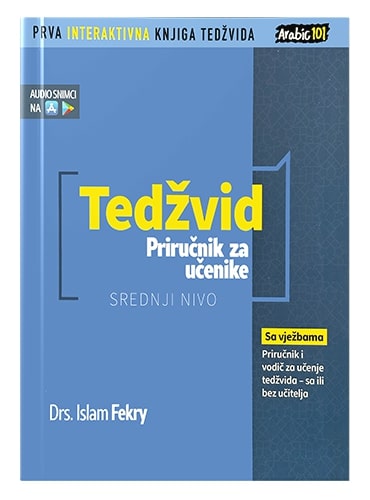 PRVA INTERAKTIVNA KNJIGA TEDŽVIDA
Arabic101
AUDIO SNIMCI
NA
Tedžvid
Priručnik za
učenike
SREDNJI NIVO
Sa vježbama
Priručnik i
vodič za učenje
tedžvida – sa ili
bez učitelja
Drs. Islam Fekry